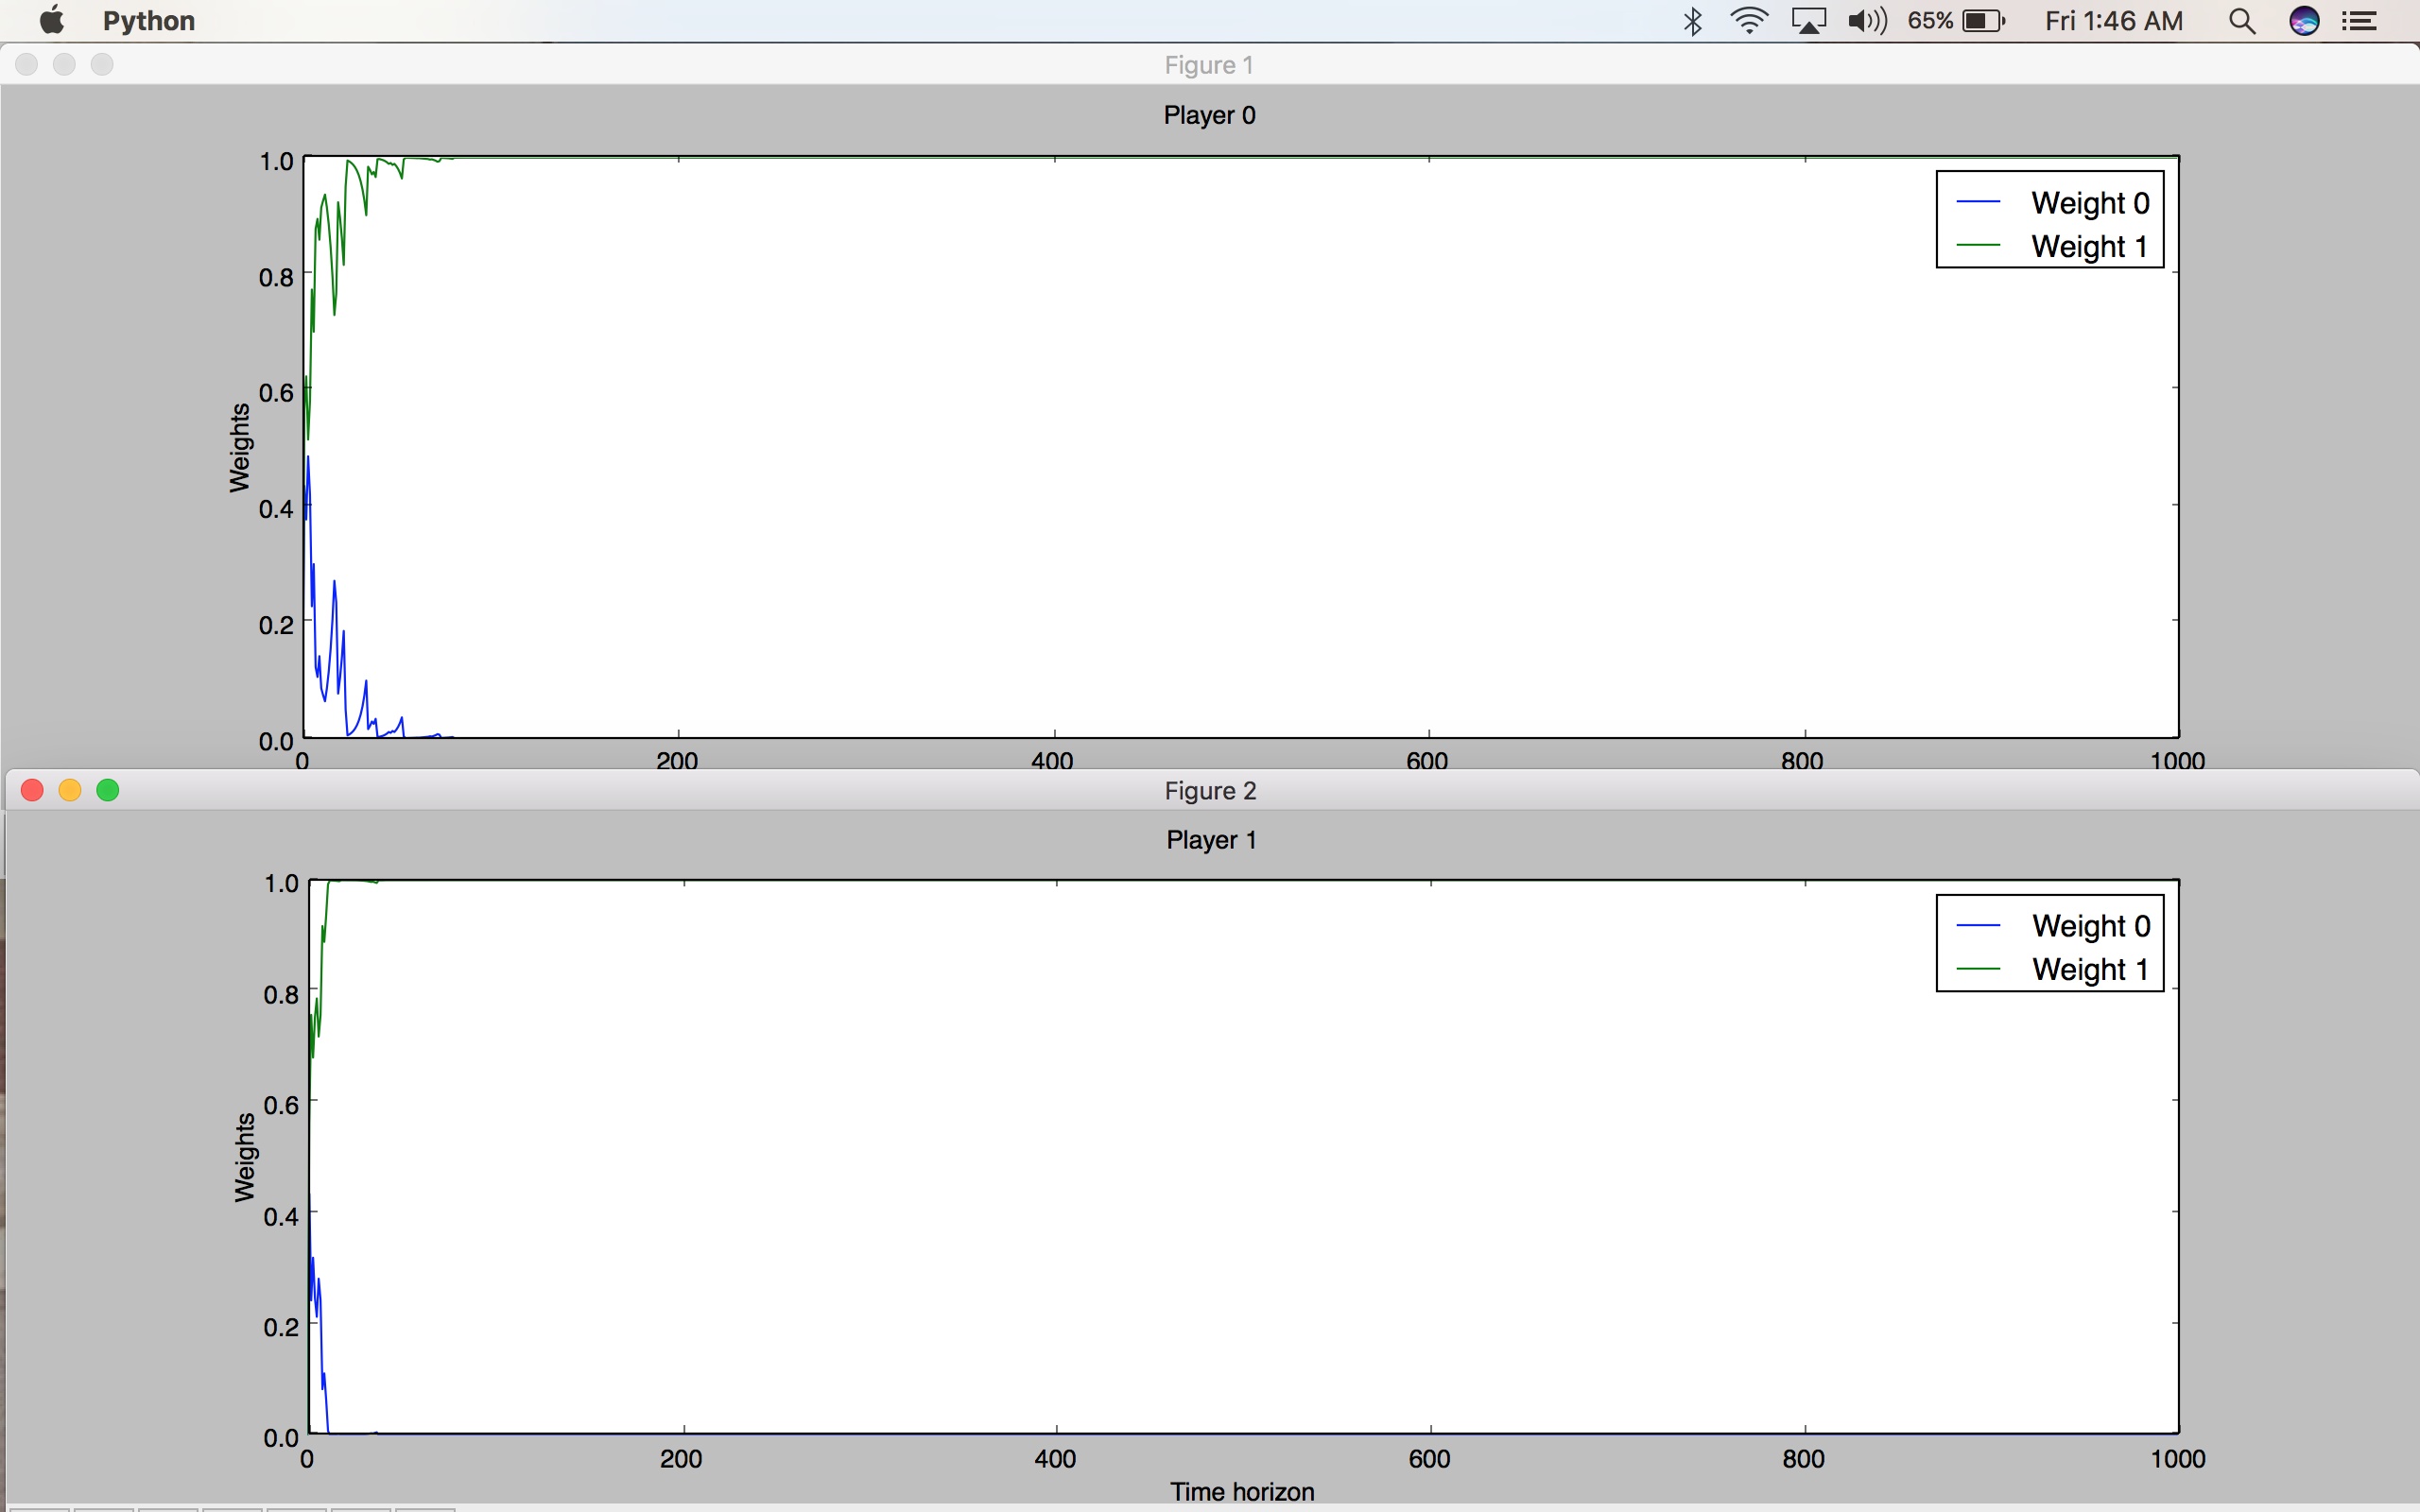 Python 65% Fri 1:46 AM
Figure 1
Player 0
1.0
0.8
0.6
0.4
0.2
0.0
Weights
Weight 0
Weight 1
0 200 400 600 800 1000
Figure 2
Player 1
1.0
0.8
0.6
0.4
0.2
0.0
Weights
Weight 0
Weight 1
0 200 400 600 800 1000
Time horizon